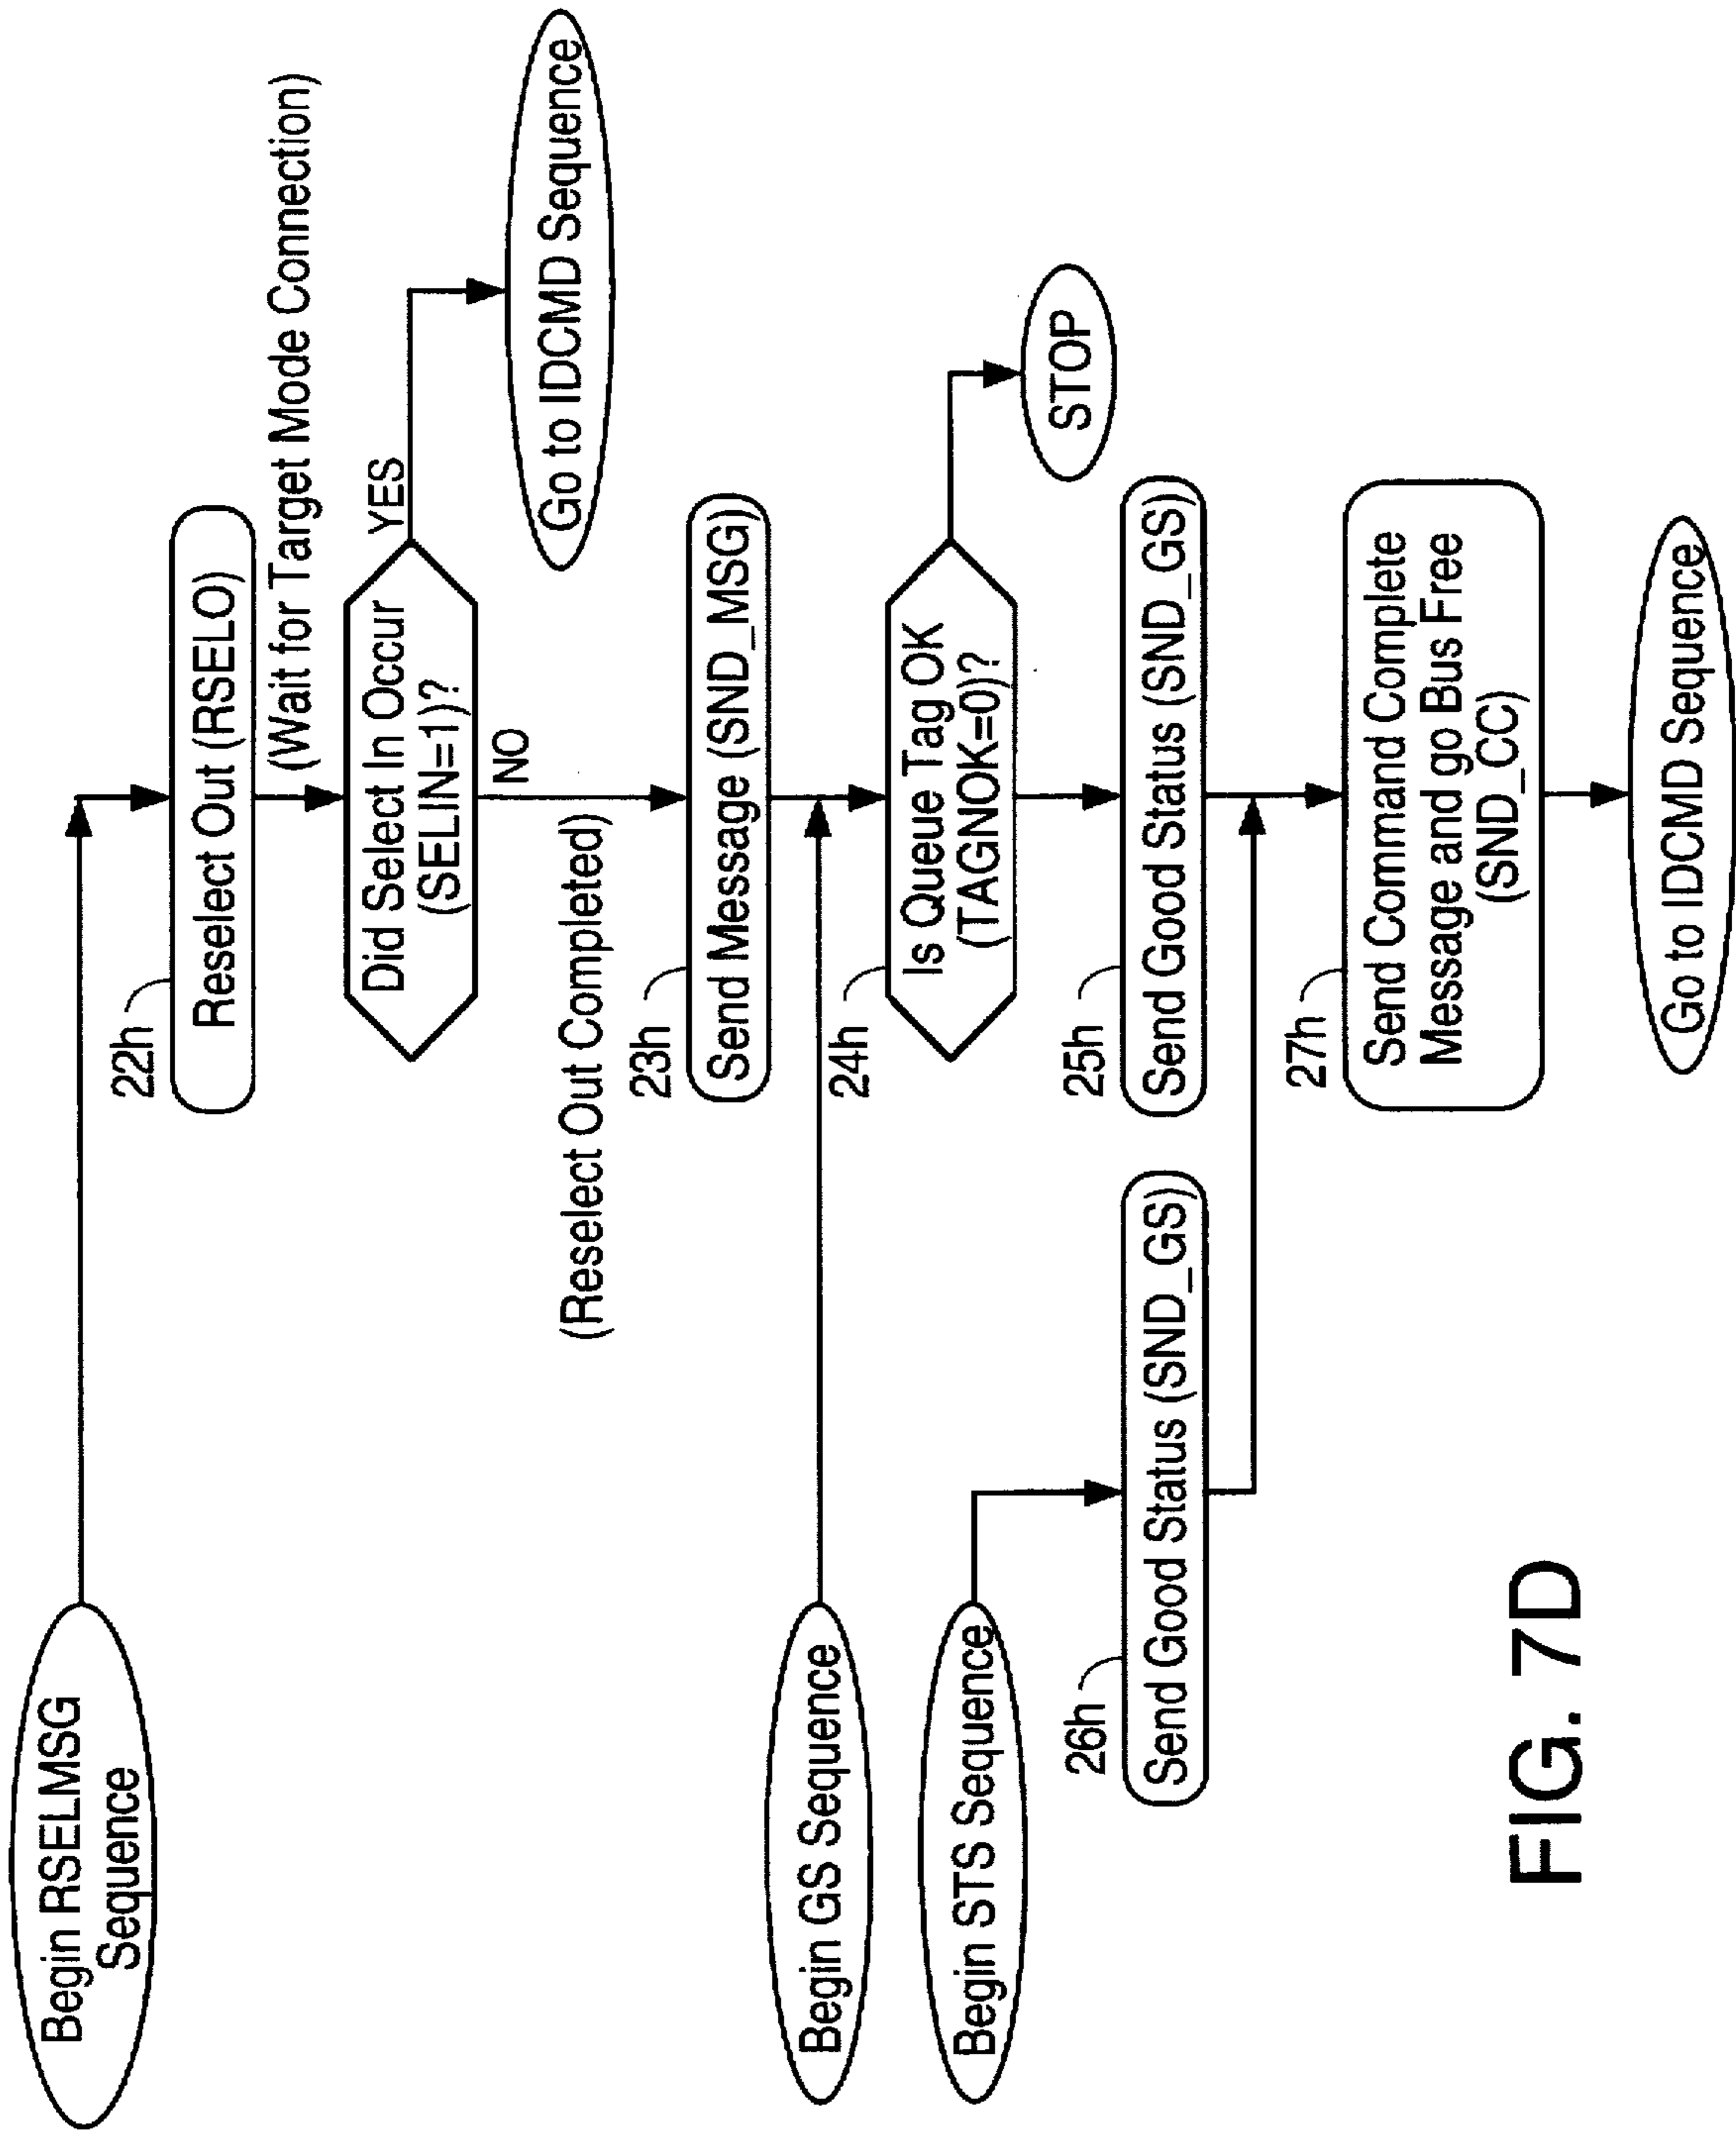 Begin RSELMSG
Sequence
22h
Reselect Out (RSELO)
(Wait for Target Mode Connection)
Did Select In Occur
(SELIN=1)?
YES
Go to IDCMD Sequence
NO
(Reselect Out Completed)
23h
Send Message (SND_MSG)
Begin GS Sequence
24h
Is Queue Tag OK
(TAGNOK=0)?
STOP
Begin STS Sequence
25h
Send Good Status (SND_GS)
26h
Send Good Status (SND_GS)
27h
Send Command Complete
Message and go Bus Free
(SND_CC)
Go to IDCMD Sequence
FIG. 7D